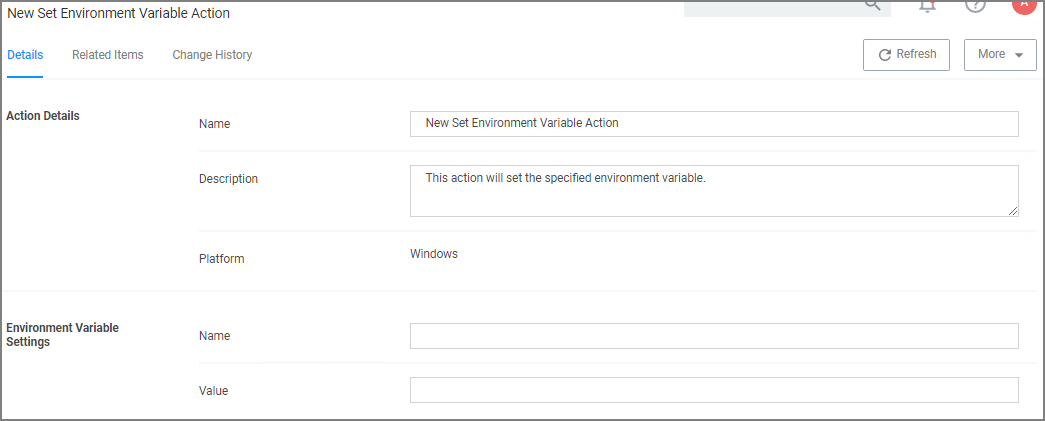 New Set Environment Variable Action
A
Details Related Items Change History Refresh More
Action Details
Name New Set Environment Variable Action
Description This action will set the specified environment variable.
Platform Windows
Environment Variable
Settings
Name
Value